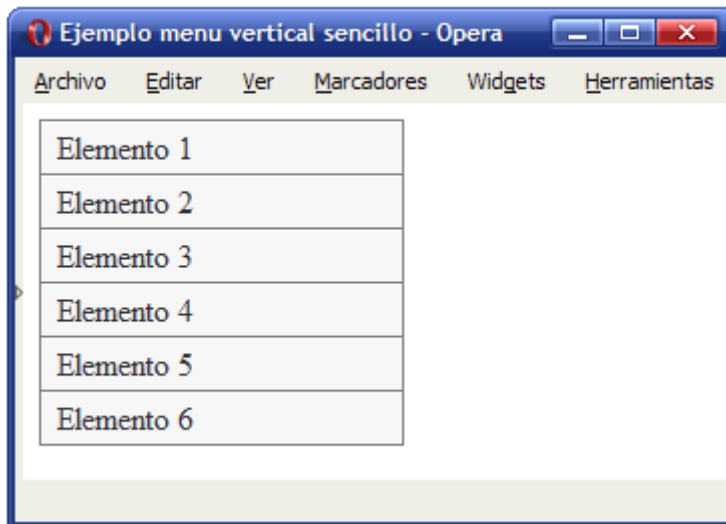 Ejemplo menu vertical sencillo - Opera
Archivo Editar Ver Marcadores Widgets Herramientas
Elemento 1
Elemento 2
Elemento 3
Elemento 4
Elemento 5
Elemento 6